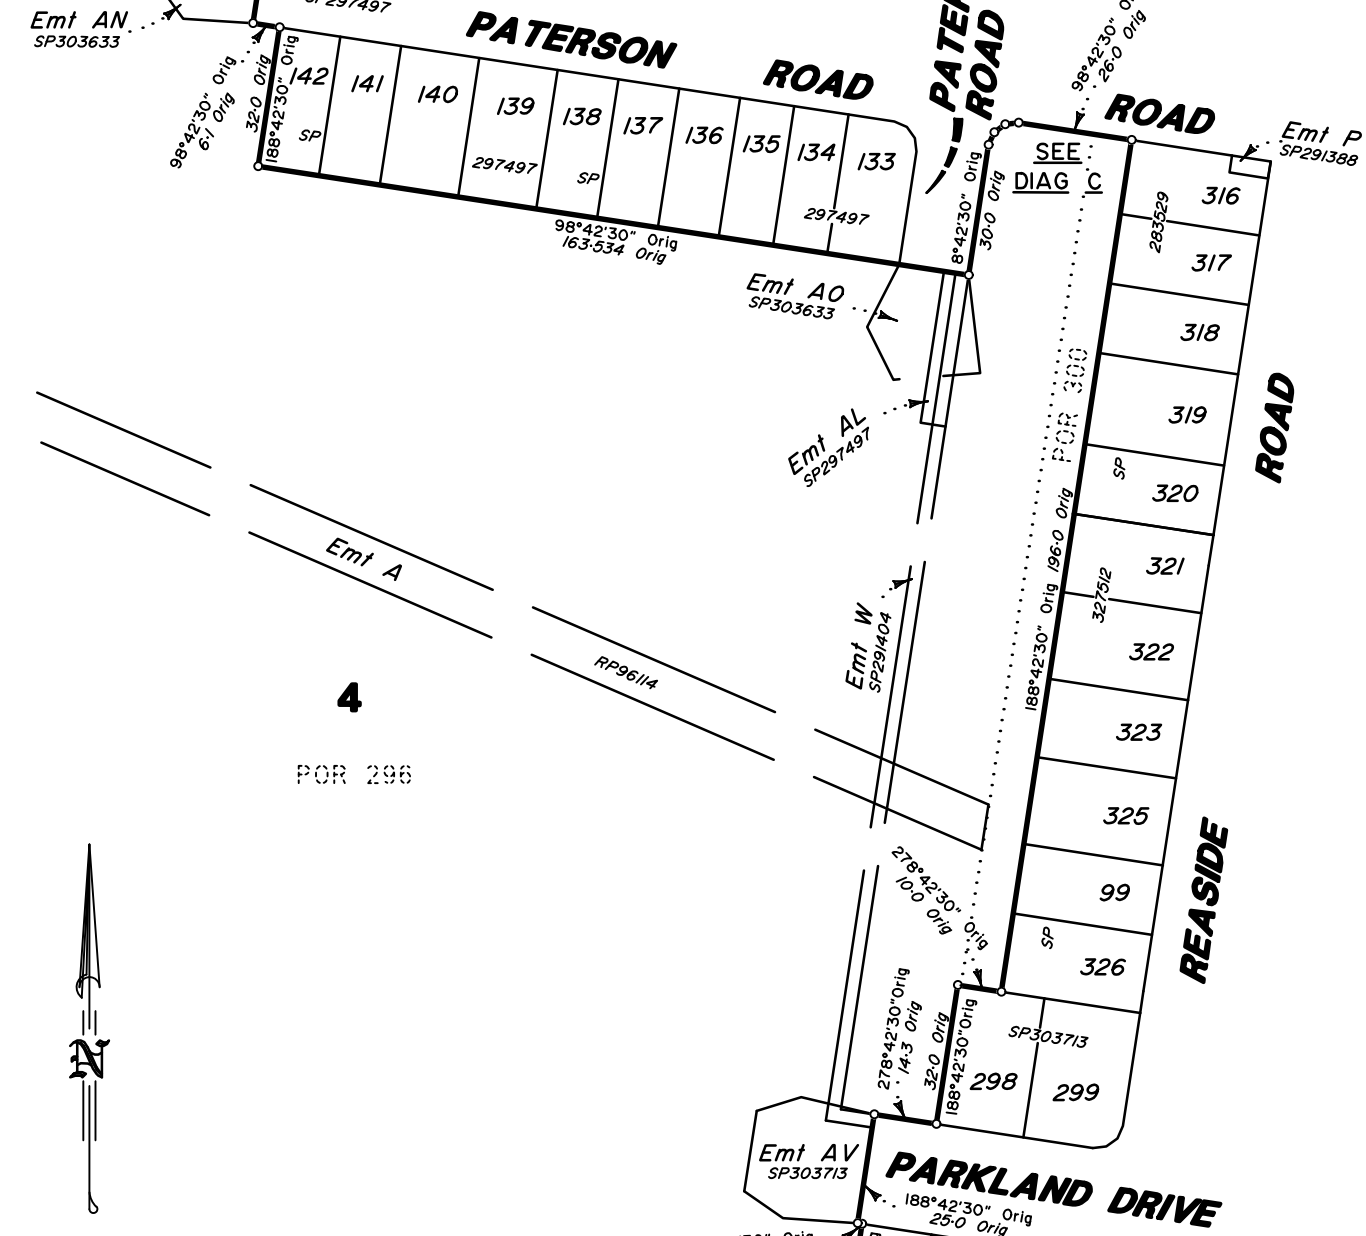 Emt AN
SP303633
SP297497
PATERSON ROAD
PATER
ROAD
98°42'30" O
26·0 Orig
ROAD
Emt P
SP291388
98°42'30" Orig
6·1 Orig
32·0 Orig
188°42'30" Orig
142
141
140
139
138
137
136
135
134
133
SP
297497
SP
297497
98°42'30" Orig
163·534 Orig
8°42'30" Orig
30·0 Orig
SEE
DIAG C
316
283529
317
318
319
SP
320
321
327512
322
323
325
99
SP
326
ROAD
REASIDE
Emt AO
SP303633
Emt AL
SP297497
POR 300
188°42'30" Orig 196·0 Orig
Emt A
RP96114
Emt W
SP291404
4
POR 296
N
278°42'30" Orig
10·0 Orig
278°42'30" Orig
14·3 Orig
32·0 Orig
188°42'30" Orig
SP303713
298
299
Emt AV
SP303713
PARKLAND DRIVE
188°42'30" Orig
25·0 Orig